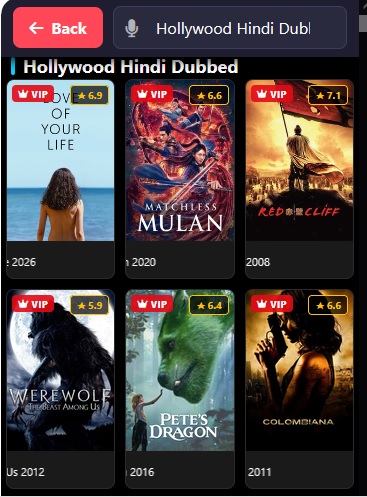 Back
Hollywood Hindi Dubl
Hollywood Hindi Dubbed
VIP
6.9
LOVE
OF
YOUR
LIFE
e 2026
VIP
6.6
MATCHLESS
MULAN
n 2020
VIP
7.1
RED CLIFF
2008
VIP
5.9
WEREWOLF
THE BEAST AMONG US
Us 2012
VIP
6.4
PETE'S
DRAGON
2016
VIP
6.6
COLOMBIANA
2011